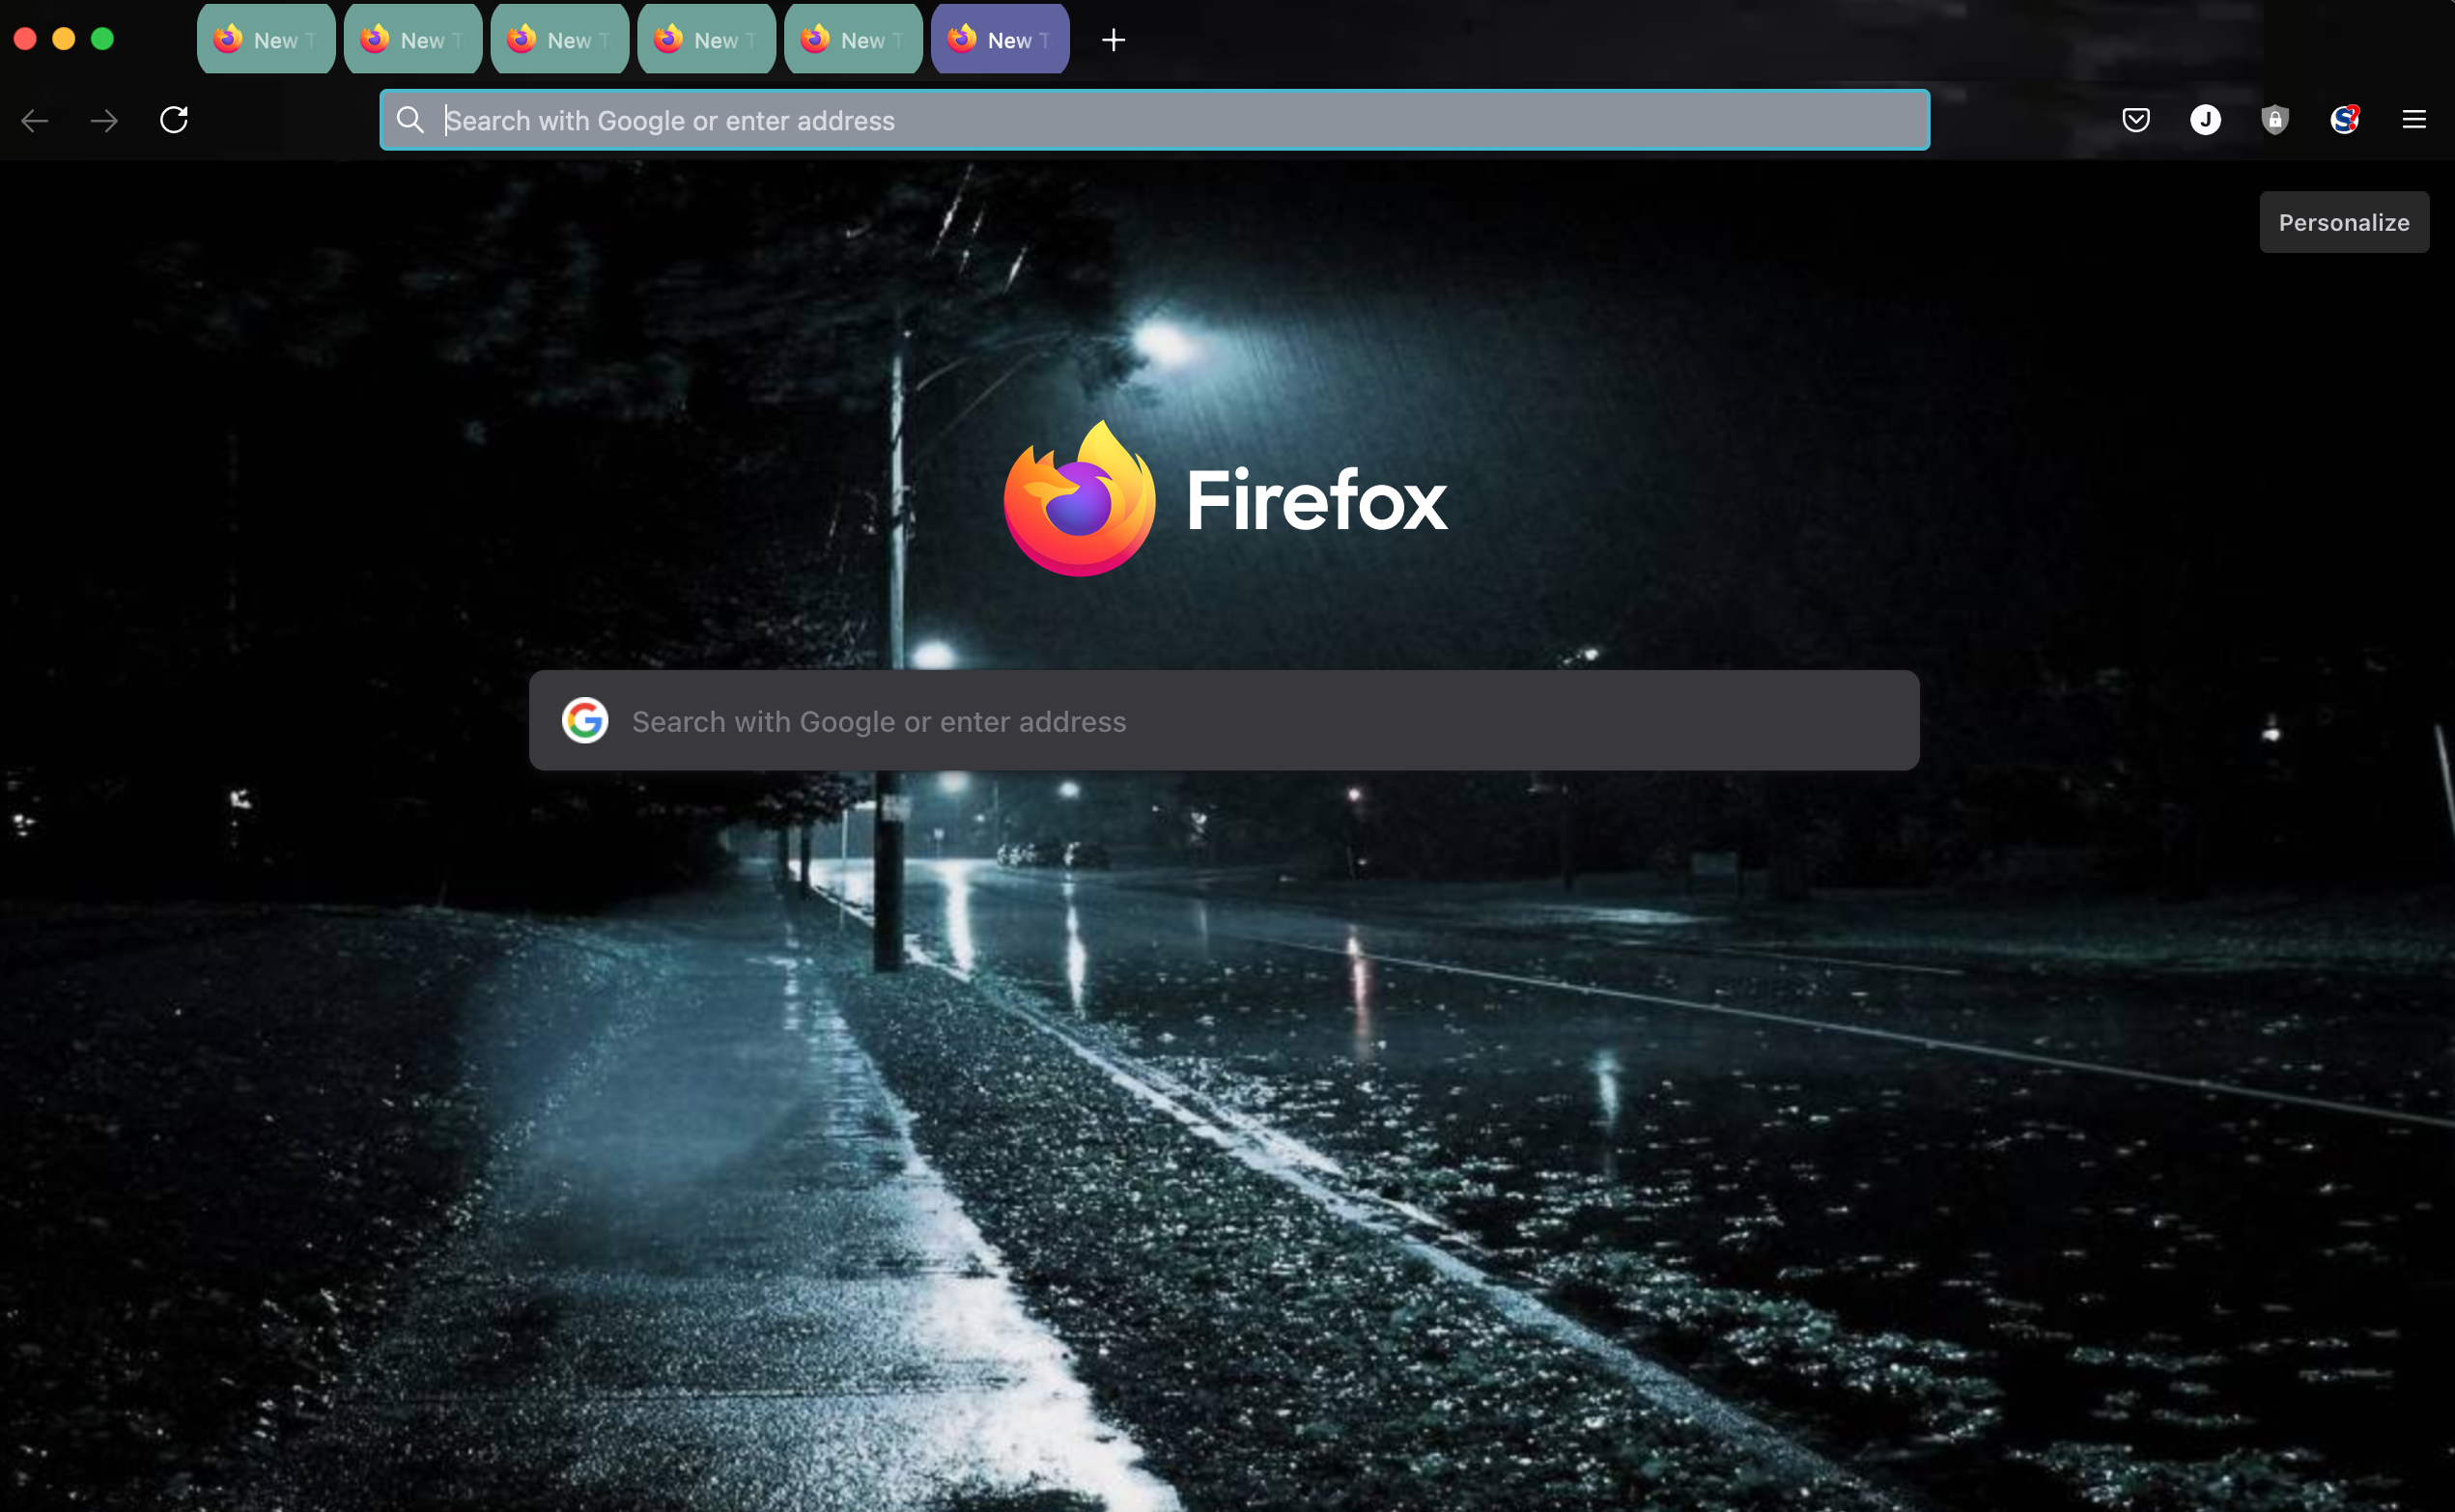 New T
New T
New T
New T
New T
New T
Search with Google or enter address
J
S?
Personalize
Firefox
Search with Google or enter address